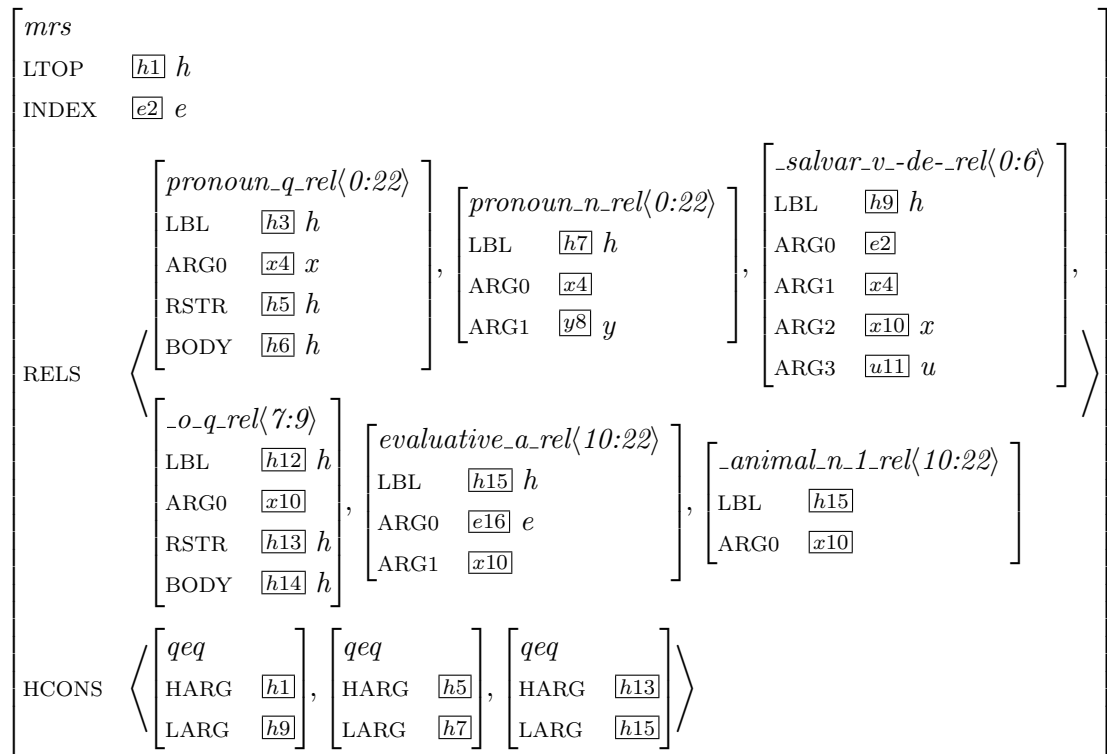 mrs
LTOP h1 h
INDEX e2 e
RELS
pronoun_q_rel⟨0:22⟩
LBL h3 h
ARG0 x4 x
RSTR h5 h
BODY h6 h
,
pronoun_n_rel⟨0:22⟩
LBL h7 h
ARG0 x4
ARG1 y8 y
,
_salvar_v_-de-_rel⟨0:6⟩
LBL h9 h
ARG0 e2
ARG1 x4
ARG2 x10 x
ARG3 u11 u
,
_o_q_rel⟨7:9⟩
LBL h12 h
ARG0 x10
RSTR h13 h
BODY h14 h
,
evaluative_a_rel⟨10:22⟩
LBL h15 h
ARG0 e16 e
ARG1 x10
,
_animal_n_1_rel⟨10:22⟩
LBL h15
ARG0 x10
HCONS
qeq
HARG h1
LARG h9
,
qeq
HARG h5
LARG h7
,
qeq
HARG h13
LARG h15